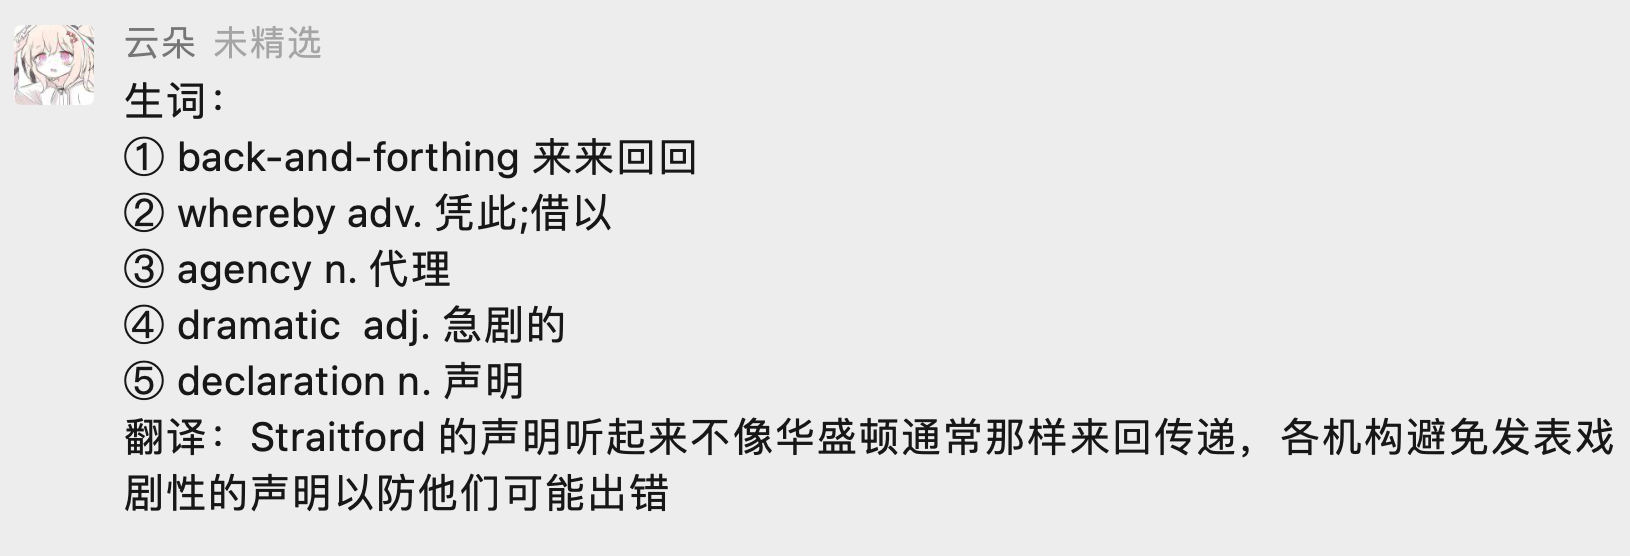 云朵 未精选
生词：
① back-and-forthing 来来回回
② whereby adv. 凭此;借以
③ agency n. 代理
④ dramatic  adj. 急剧的
⑤ declaration n. 声明
翻译：Straitford 的声明听起来不像华盛顿通常那样来回传递，各机构避免发表戏
剧性的声明以防他们可能出错